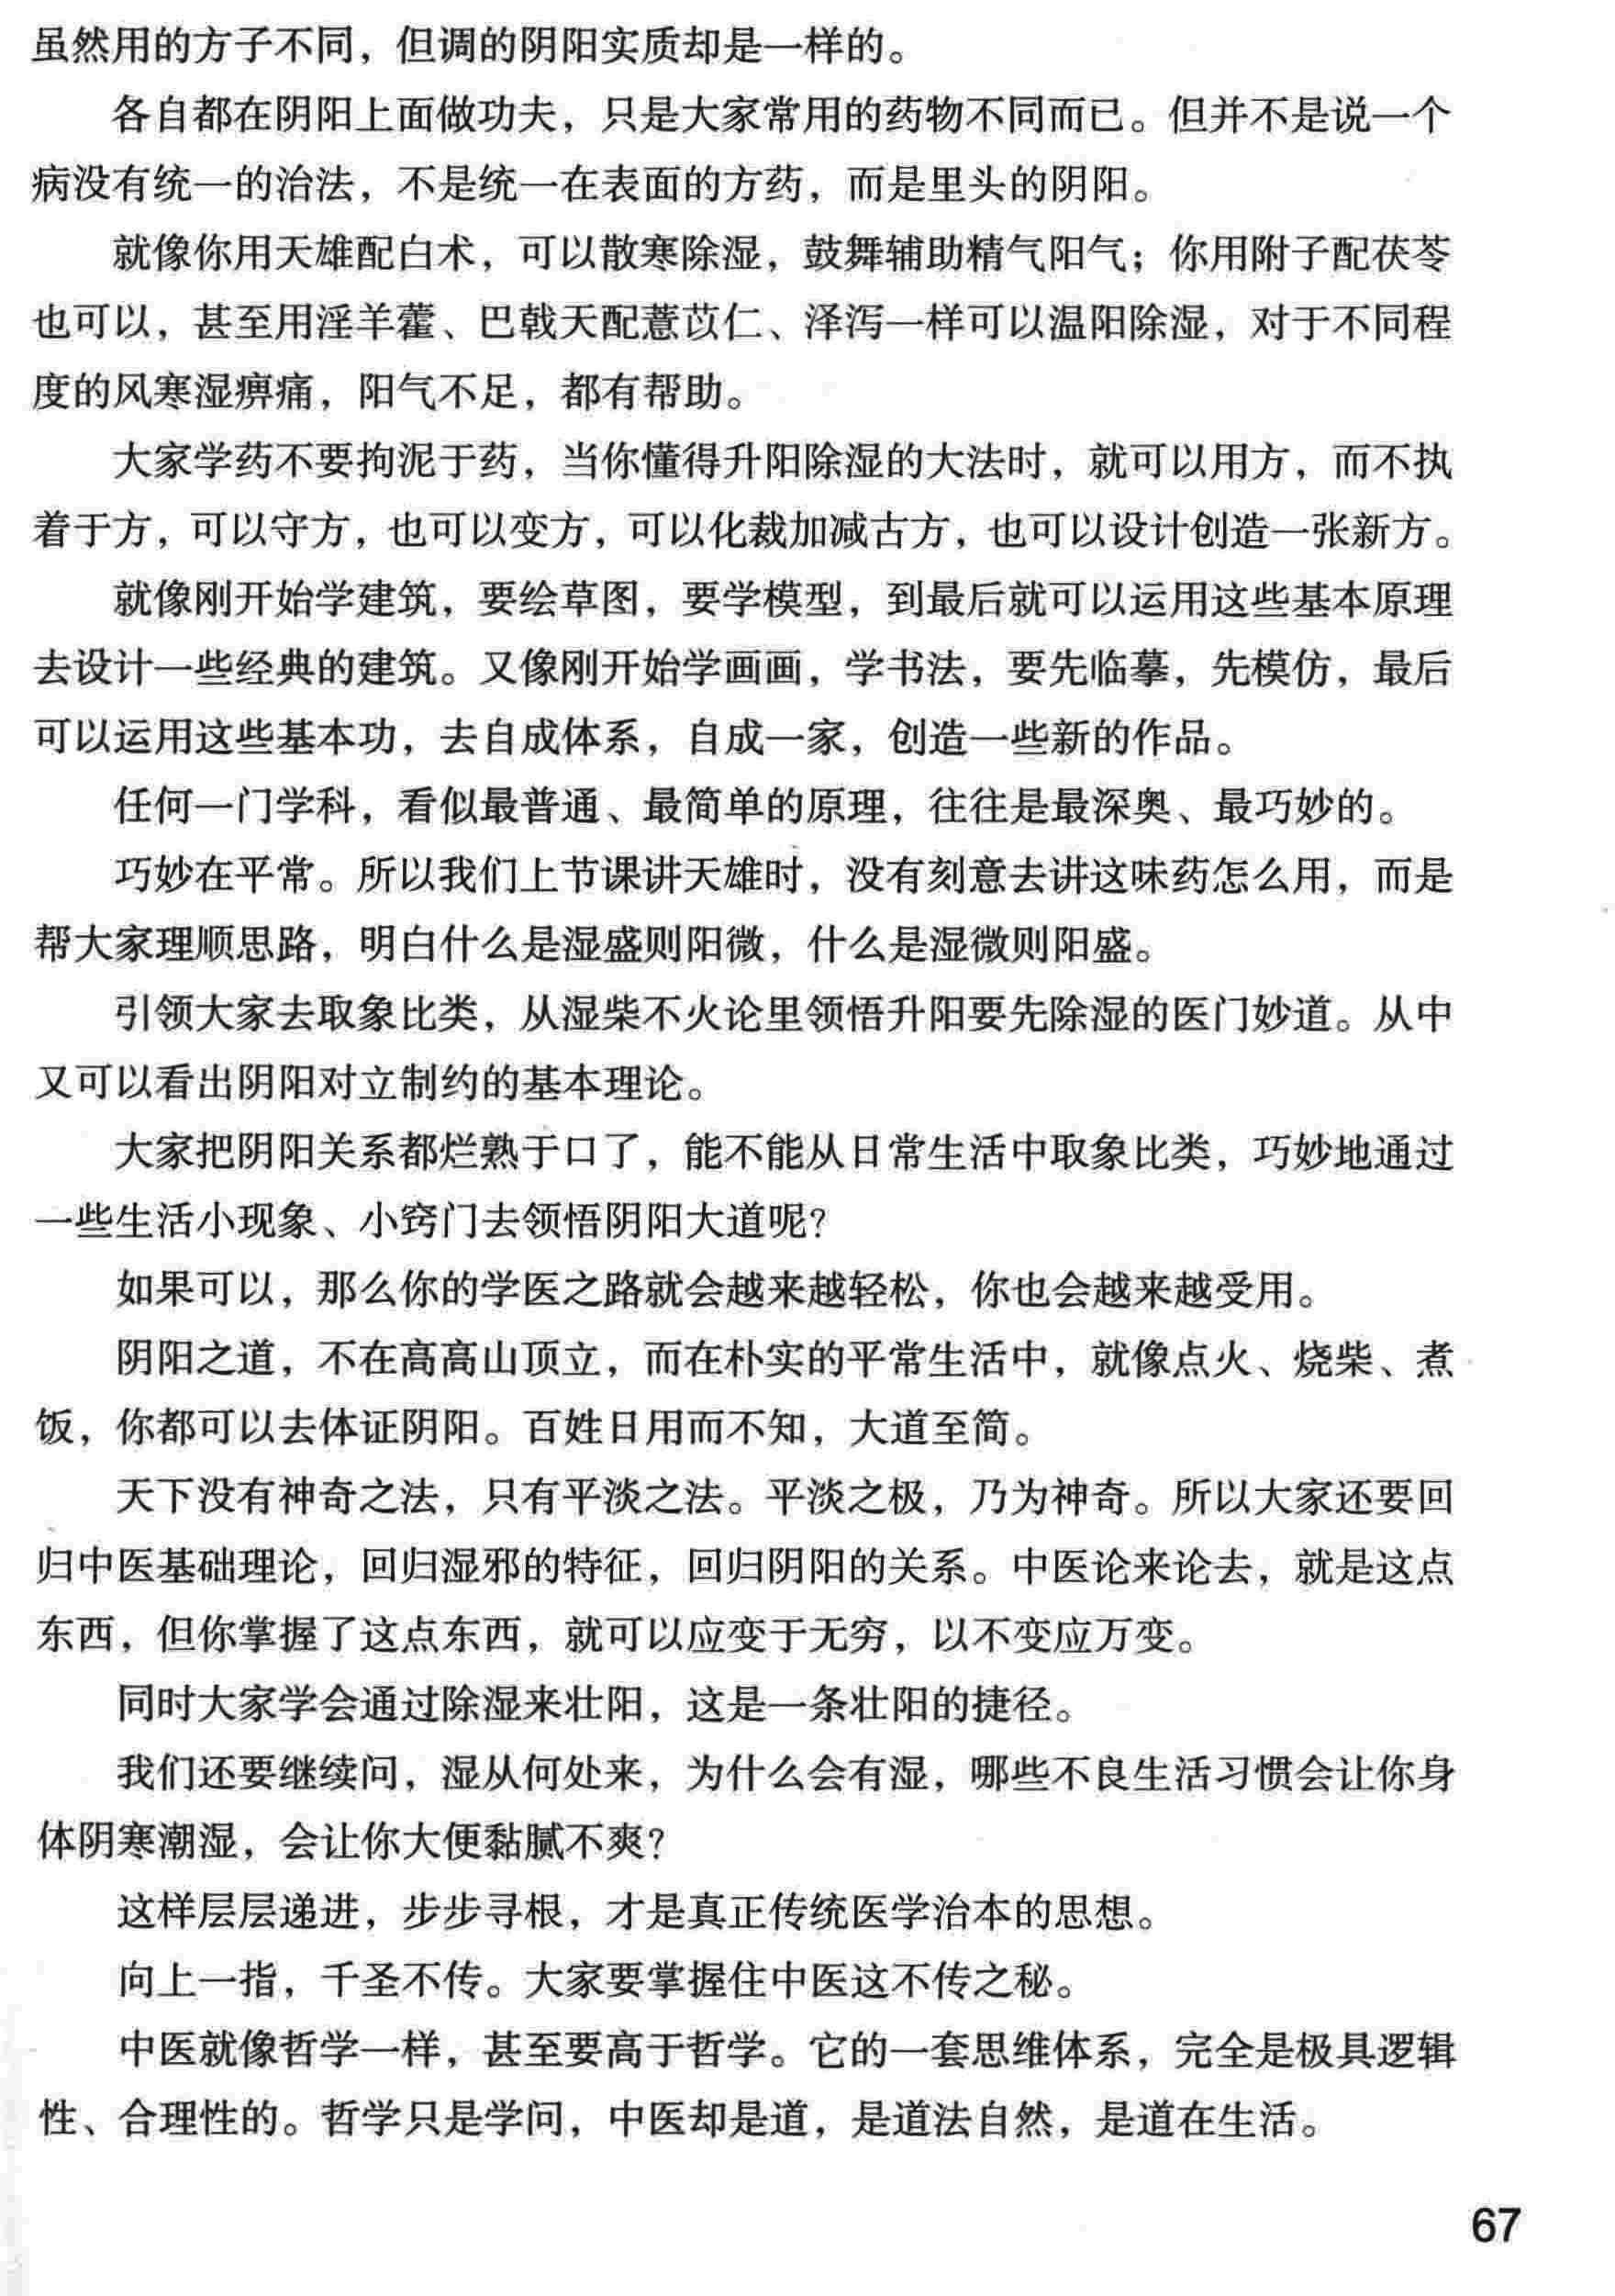 虽然用的方子不同，但调的阴阳实质却是一样的。
各自都在阴阳上面做功夫，只是大家常用的药物不同而已。但并不是说一个
病没有统一的治法，不是统一在表面的方药，而是里头的阴阳。
就像你用天雄配白术，可以散寒除湿，鼓舞辅助精气阳气；你用附子配茯苓
也可以，甚至用淫羊藿、巴戟天配薏苡仁、泽泻一样可以温阳除湿，对于不同程
度的风寒湿痹痛，阳气不足，都有帮助。
大家学药不要拘泥于药，当你懂得升阳除湿的大法时，就可以用方，而不执
着于方，可以守方，也可以变方，可以化裁加减古方，也可以设计创造一张新方。
就像刚开始学建筑，要绘草图，要学模型，到最后就可以运用这些基本原理
去设计一些经典的建筑。又像刚开始学画画，学书法，要先临摹，先模仿，最后
可以运用这些基本功，去自成体系，自成一家，创造一些新的作品。
任何一门学科，看似最普通、最简单的原理，往往是最深奥、最巧妙的。
巧妙在平常。所以我们上节课讲天雄时，没有刻意去讲这味药怎么用，而是
帮大家理顺思路，明白什么是湿盛则阳微，什么是湿微则阳盛。
引领大家去取象比类，从湿柴不火论里领悟升阳要先除湿的医门妙道。从中
又可以看出阴阳对立制约的基本理论。
大家把阴阳关系都烂熟于口了，能不能从日常生活中取象比类，巧妙地通过
一些生活小现象、小窍门去领悟阴阳大道呢？
如果可以，那么你的学医之路就会越来越轻松，你也会越来越受用。
阴阳之道，不在高高山顶立，而在朴实的平常生活中，就像点火、烧柴、煮
饭，你都可以去体证阴阳。百姓日用而不知，大道至简。
天下没有神奇之法，只有平淡之法。平淡之极，乃为神奇。所以大家还要回
归中医基础理论，回归湿邪的特征，回归阴阳的关系。中医论来论去，就是这点
东西，但你掌握了这点东西，就可以应变于无穷，以不变应万变。
同时大家学会通过除湿来壮阳，这是一条壮阳的捷径。
我们还要继续问，湿从何处来，为什么会有湿，哪些不良生活习惯会让你身
体阴寒潮湿，会让你大便黏腻不爽？
这样层层递进，步步寻根，才是真正传统医学治本的思想。
向上一指，千圣不传。大家要掌握住中医这不传之秘。
中医就像哲学一样，甚至要高于哲学。它的一套思维体系，完全是极具逻辑
性、合理性的。哲学只是学问，中医却是道，是道法自然，是道在生活。
67